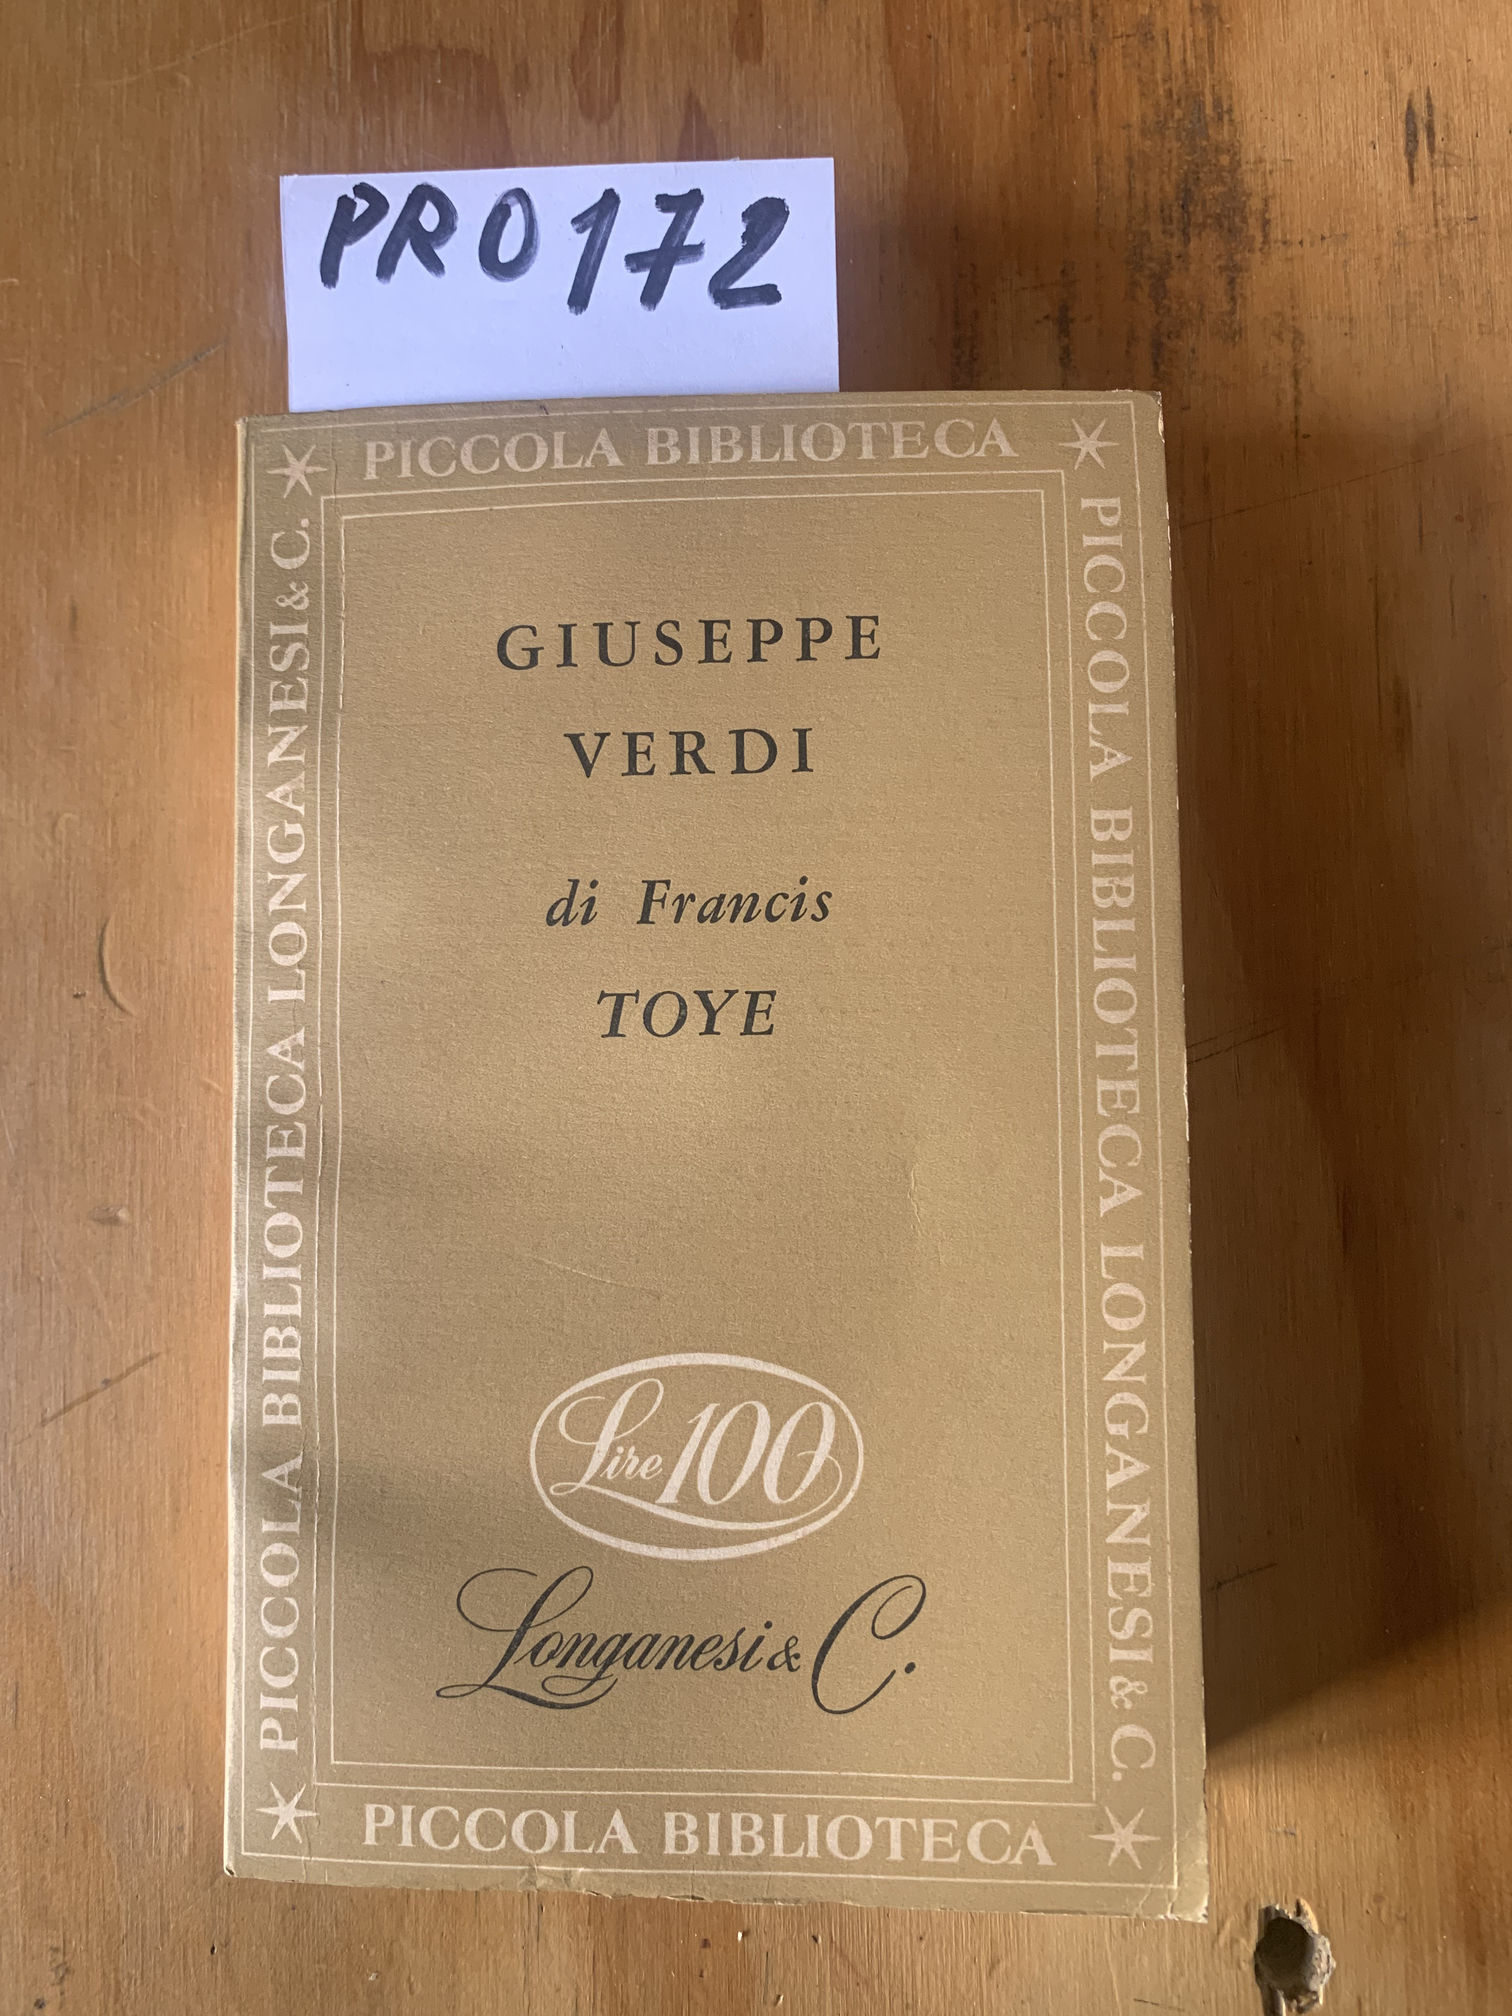 PR0172
PICCOLA BIBLIOTECA
PICCOLA BIBLIOTECA LONGANESI & C.
GIUSEPPE
VERDI
di Francis
TOYE
Lire 100
Longanesi & C.
PICCOLA BIBLIOTECA LONGANESI & C.
PICCOLA BIBLIOTECA